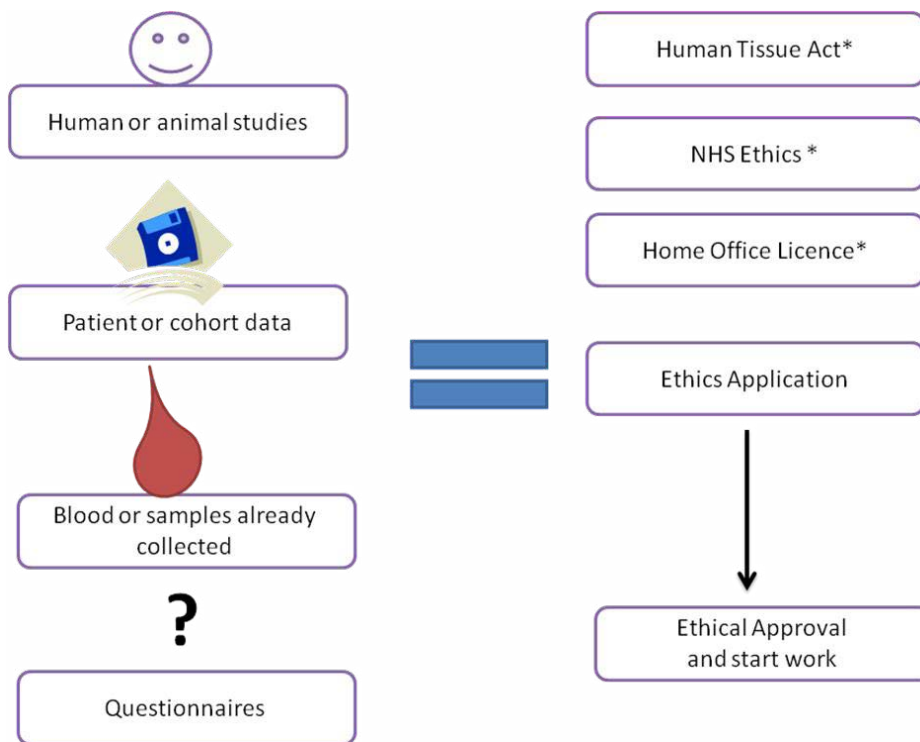 Human or animal studies
Patient or cohort data
Blood or samples already
collected
?
Questionnaires
Human Tissue Act*
NHS Ethics *
Home Office Licence*
Ethics Application
Ethical Approval
and start work